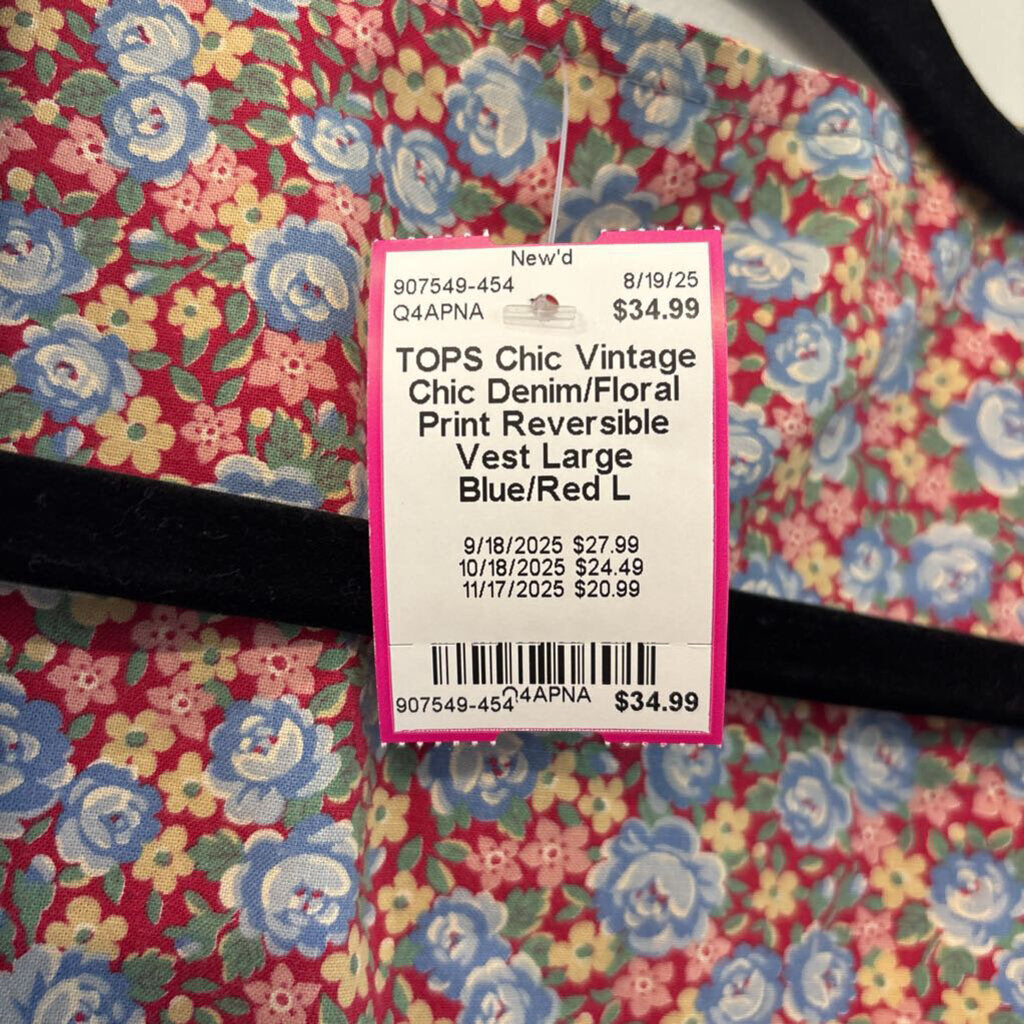 New'd
907549-454 8/19/25
Q4APNA $34.99
TOPS Chic Vintage
Chic Denim/Floral
Print Reversible
Vest Large
Blue/Red L
9/18/2025 $27.99
10/18/2025 $24.49
11/17/2025 $20.99
907549-454 Q4APNA $34.99